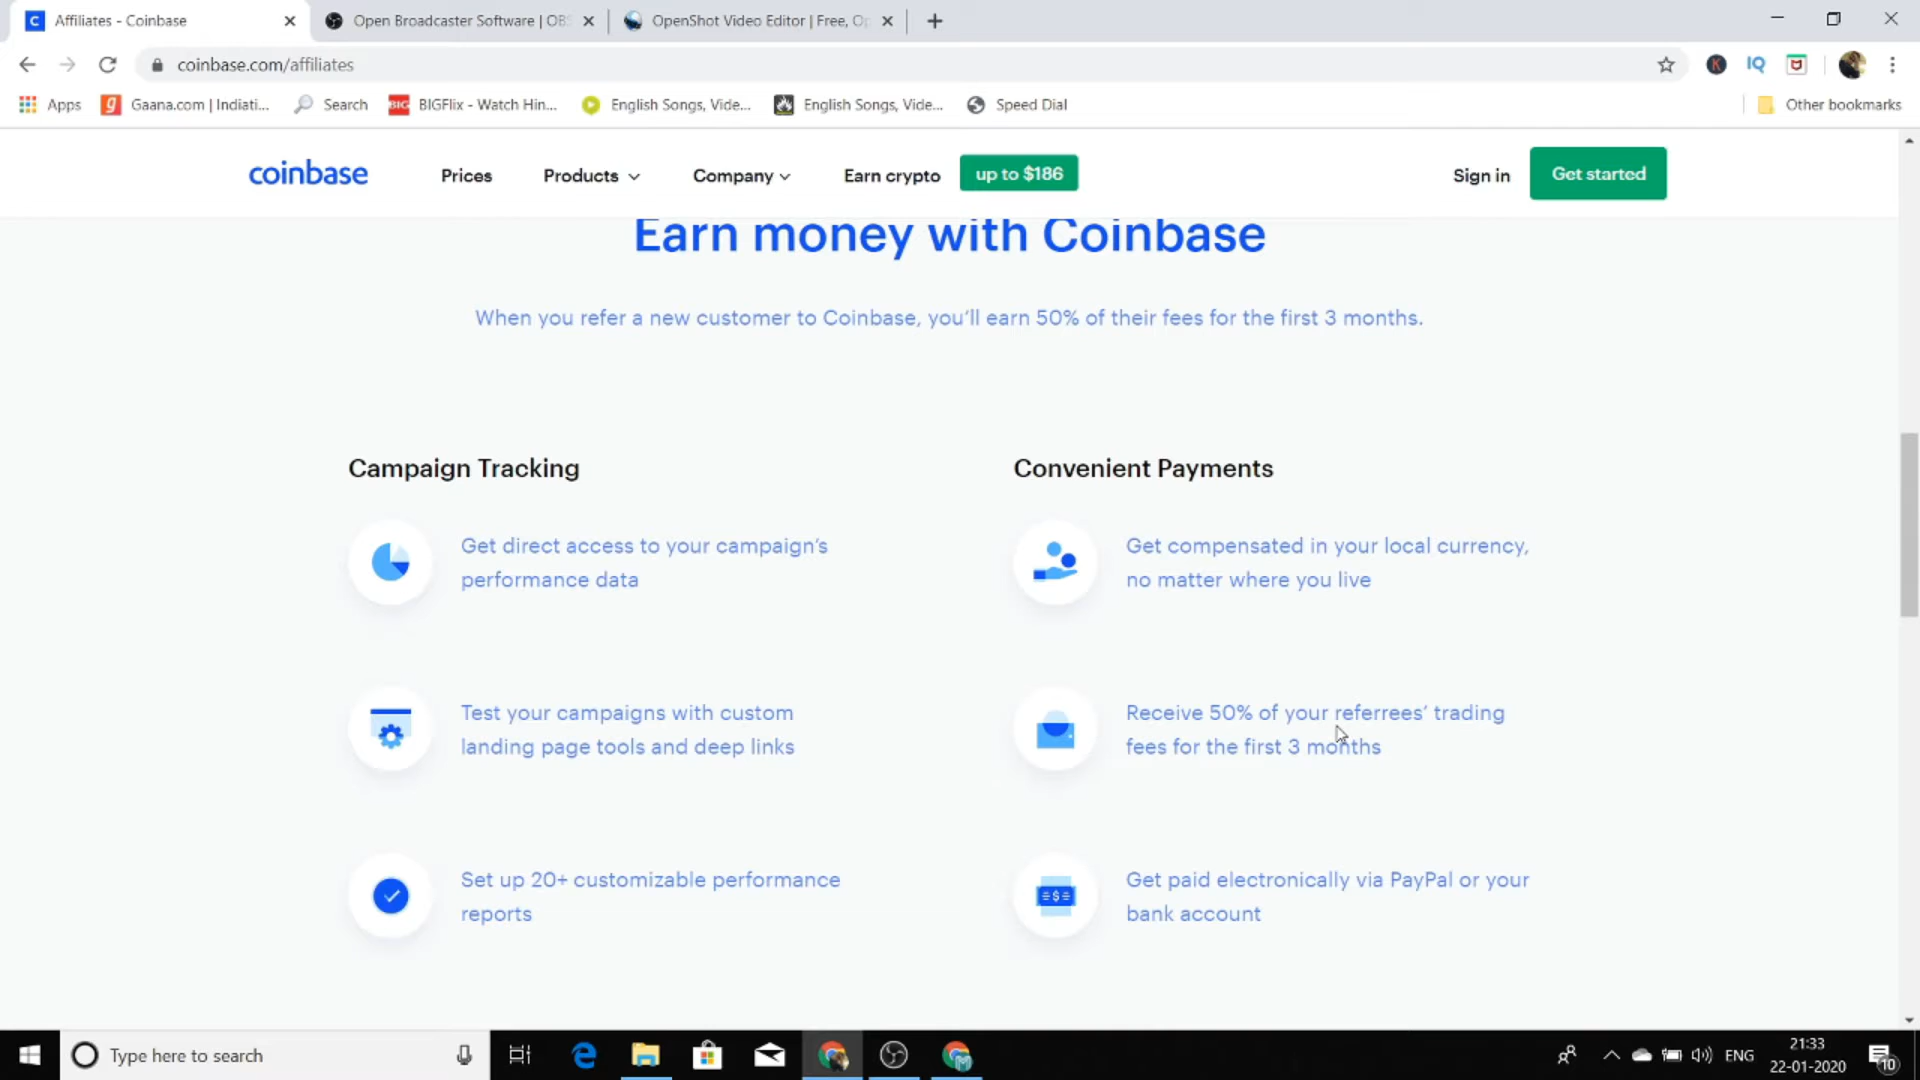 Affiliates - Coinbase
Open Broadcaster Software | OBS
OpenShot Video Editor | Free, Op
coinbase.com/affiliates
IQ
Apps
Gaana.com | Indiati...
Search
BIGFlix - Watch Hin...
English Songs, Vide...
English Songs, Vide...
Speed Dial
Other bookmarks
coinbase
Prices
Products
Company
Earn crypto
up to $186
Sign in
Get started
Earn money with Coinbase
When you refer a new customer to Coinbase, you'll earn 50% of their fees for the first 3 months.
Campaign Tracking
Get direct access to your campaign's
performance data
Test your campaigns with custom
landing page tools and deep links
Set up 20+ customizable performance
reports
Convenient Payments
Get compensated in your local currency,
no matter where you live
Receive 50% of your referrees' trading
fees for the first 3 months
Get paid electronically via PayPal or your
bank account
Type here to search
ENG
21:33
22-01-2020
10